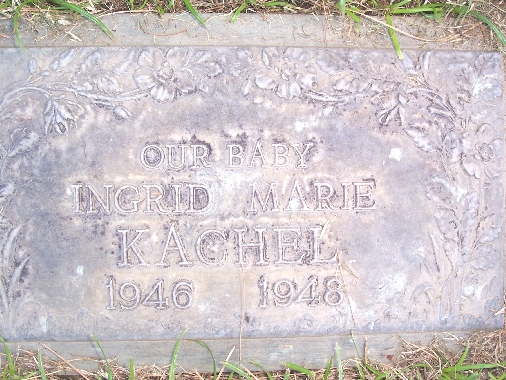 OUR BABY
INGRID MARIE
KACHEL
1946 1948